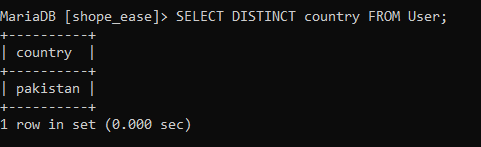 MariaDB [shope_ease]> SELECT DISTINCT country FROM User;
+----------+
| country  |
+----------+
| pakistan |
+----------+
1 row in set (0.000 sec)